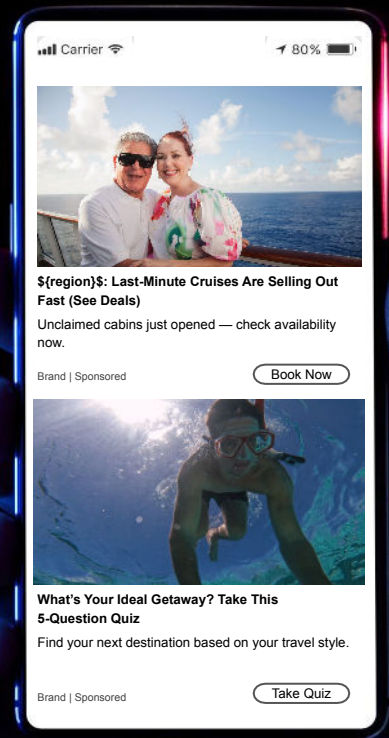 Carrier 80%
${region}$: Last-Minute Cruises Are Selling Out
Fast (See Deals)
Unclaimed cabins just opened — check availability
now.
Brand | Sponsored Book Now
What's Your Ideal Getaway? Take This
5-Question Quiz
Find your next destination based on your travel style.
Brand | Sponsored Take Quiz